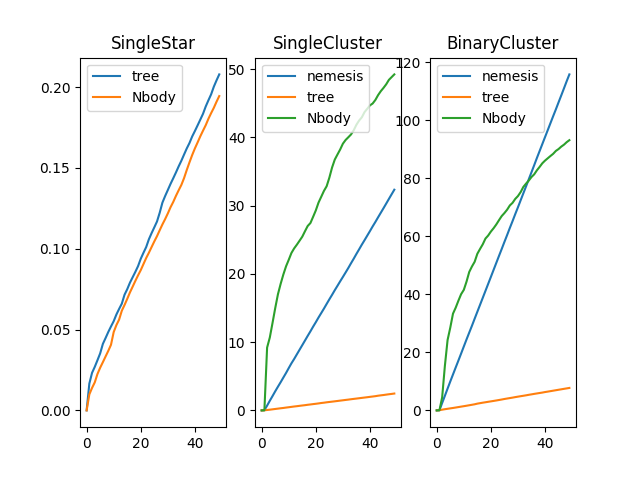 SingleStar
SingleCluster
BinaryCluster
tree
Nbody
nemesis
tree
Nbody
nemesis
tree
Nbody
0.20
0.15
0.10
0.05
0.00
50
40
30
20
10
0
120
100
80
60
40
20
0
0 20 40
0 20 40
0 20 40